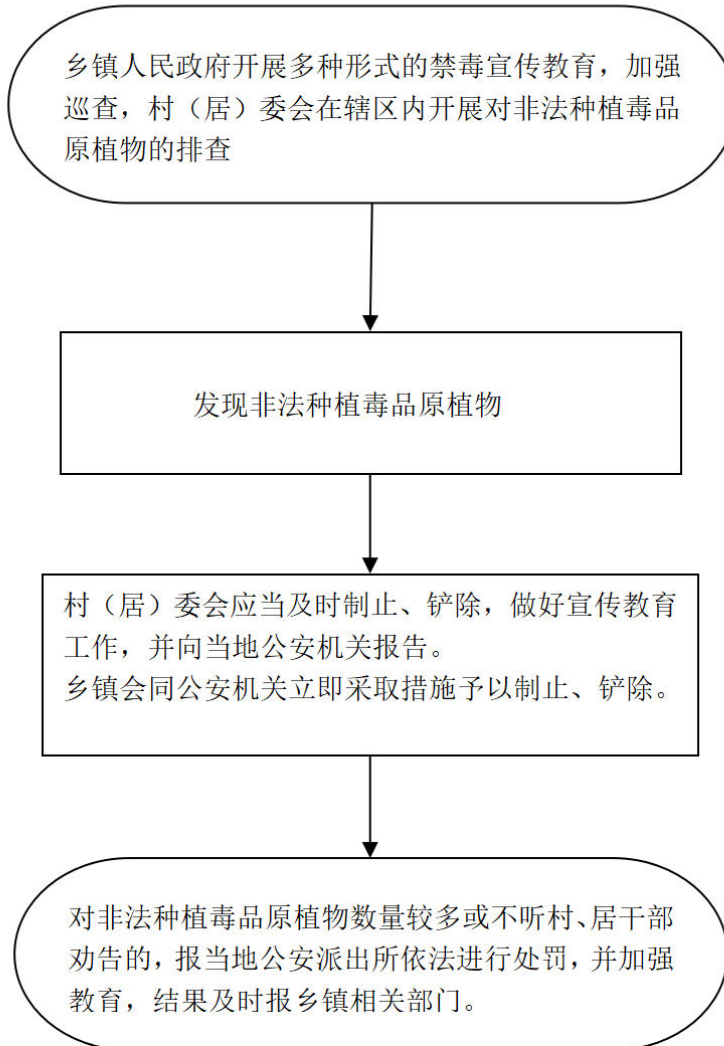 乡镇人民政府开展多种形式的禁毒宣传教育，加强
巡查，村（居）委会在辖区内开展对非法种植毒品
原植物的排查
发现非法种植毒品原植物
村（居）委会应当及时制止、铲除，做好宣传教育
工作，并向当地公安机关报告。
乡镇会同公安机关立即采取措施予以制止、铲除。
对非法种植毒品原植物数量较多或不听村、居干部
劝告的，报当地公安派出所依法进行处罚，并加强
教育，结果及时报乡镇相关部门。